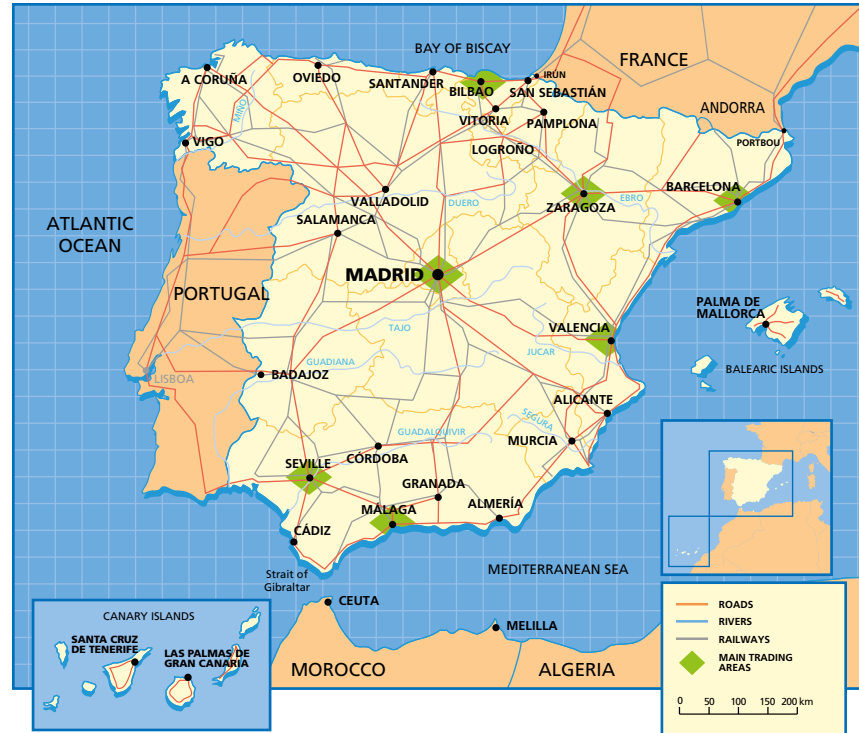 BAY OF BISCAY
FRANCE
A CORUÑA
OVIEDO
SANTANDER
BILBAO
IRÚN
SAN SEBASTIÁN
ANDORRA
MIÑO
VITORIA
PAMPLONA
PORTBOU
VIGO
LOGROÑO
BARCELONA
VALLADOLID
DUERO
ZARAGOZA
EBRO
SALAMANCA
ATLANTIC
OCEAN
MADRID
PORTUGAL
PALMA DE
MALLORCA
TAJO
VALENCIA
JUCAR
GUADIANA
BALEARIC ISLANDS
LISBOA
BADAJOZ
ALICANTE
SEGURA
GUADALQUIVIR
MURCIA
SEVILLE
CÓRDOBA
GRANADA
MÁLAGA
ALMERÍA
CÁDIZ
Strait of
Gibraltar
MEDITERRANEAN SEA
CEUTA
MELILLA
MOROCCO
ALGERIA
CANARY ISLANDS
SANTA CRUZ
DE TENERIFE
LAS PALMAS DE
GRAN CANARIA
ROADS
RIVERS
RAILWAYS
MAIN TRADING
AREAS
0 50 100 150 200 km